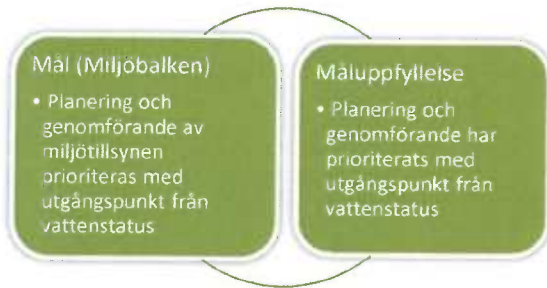 Mål (Miljöbalken)
• Planering och
genomförande av
miljötillsynen
prioriteras med
utgångspunkt från
vattenstatus
Måluppfyllelse
• Planering och
genomförande har
prioriterats med
utgångspunkt från
vattenstatus